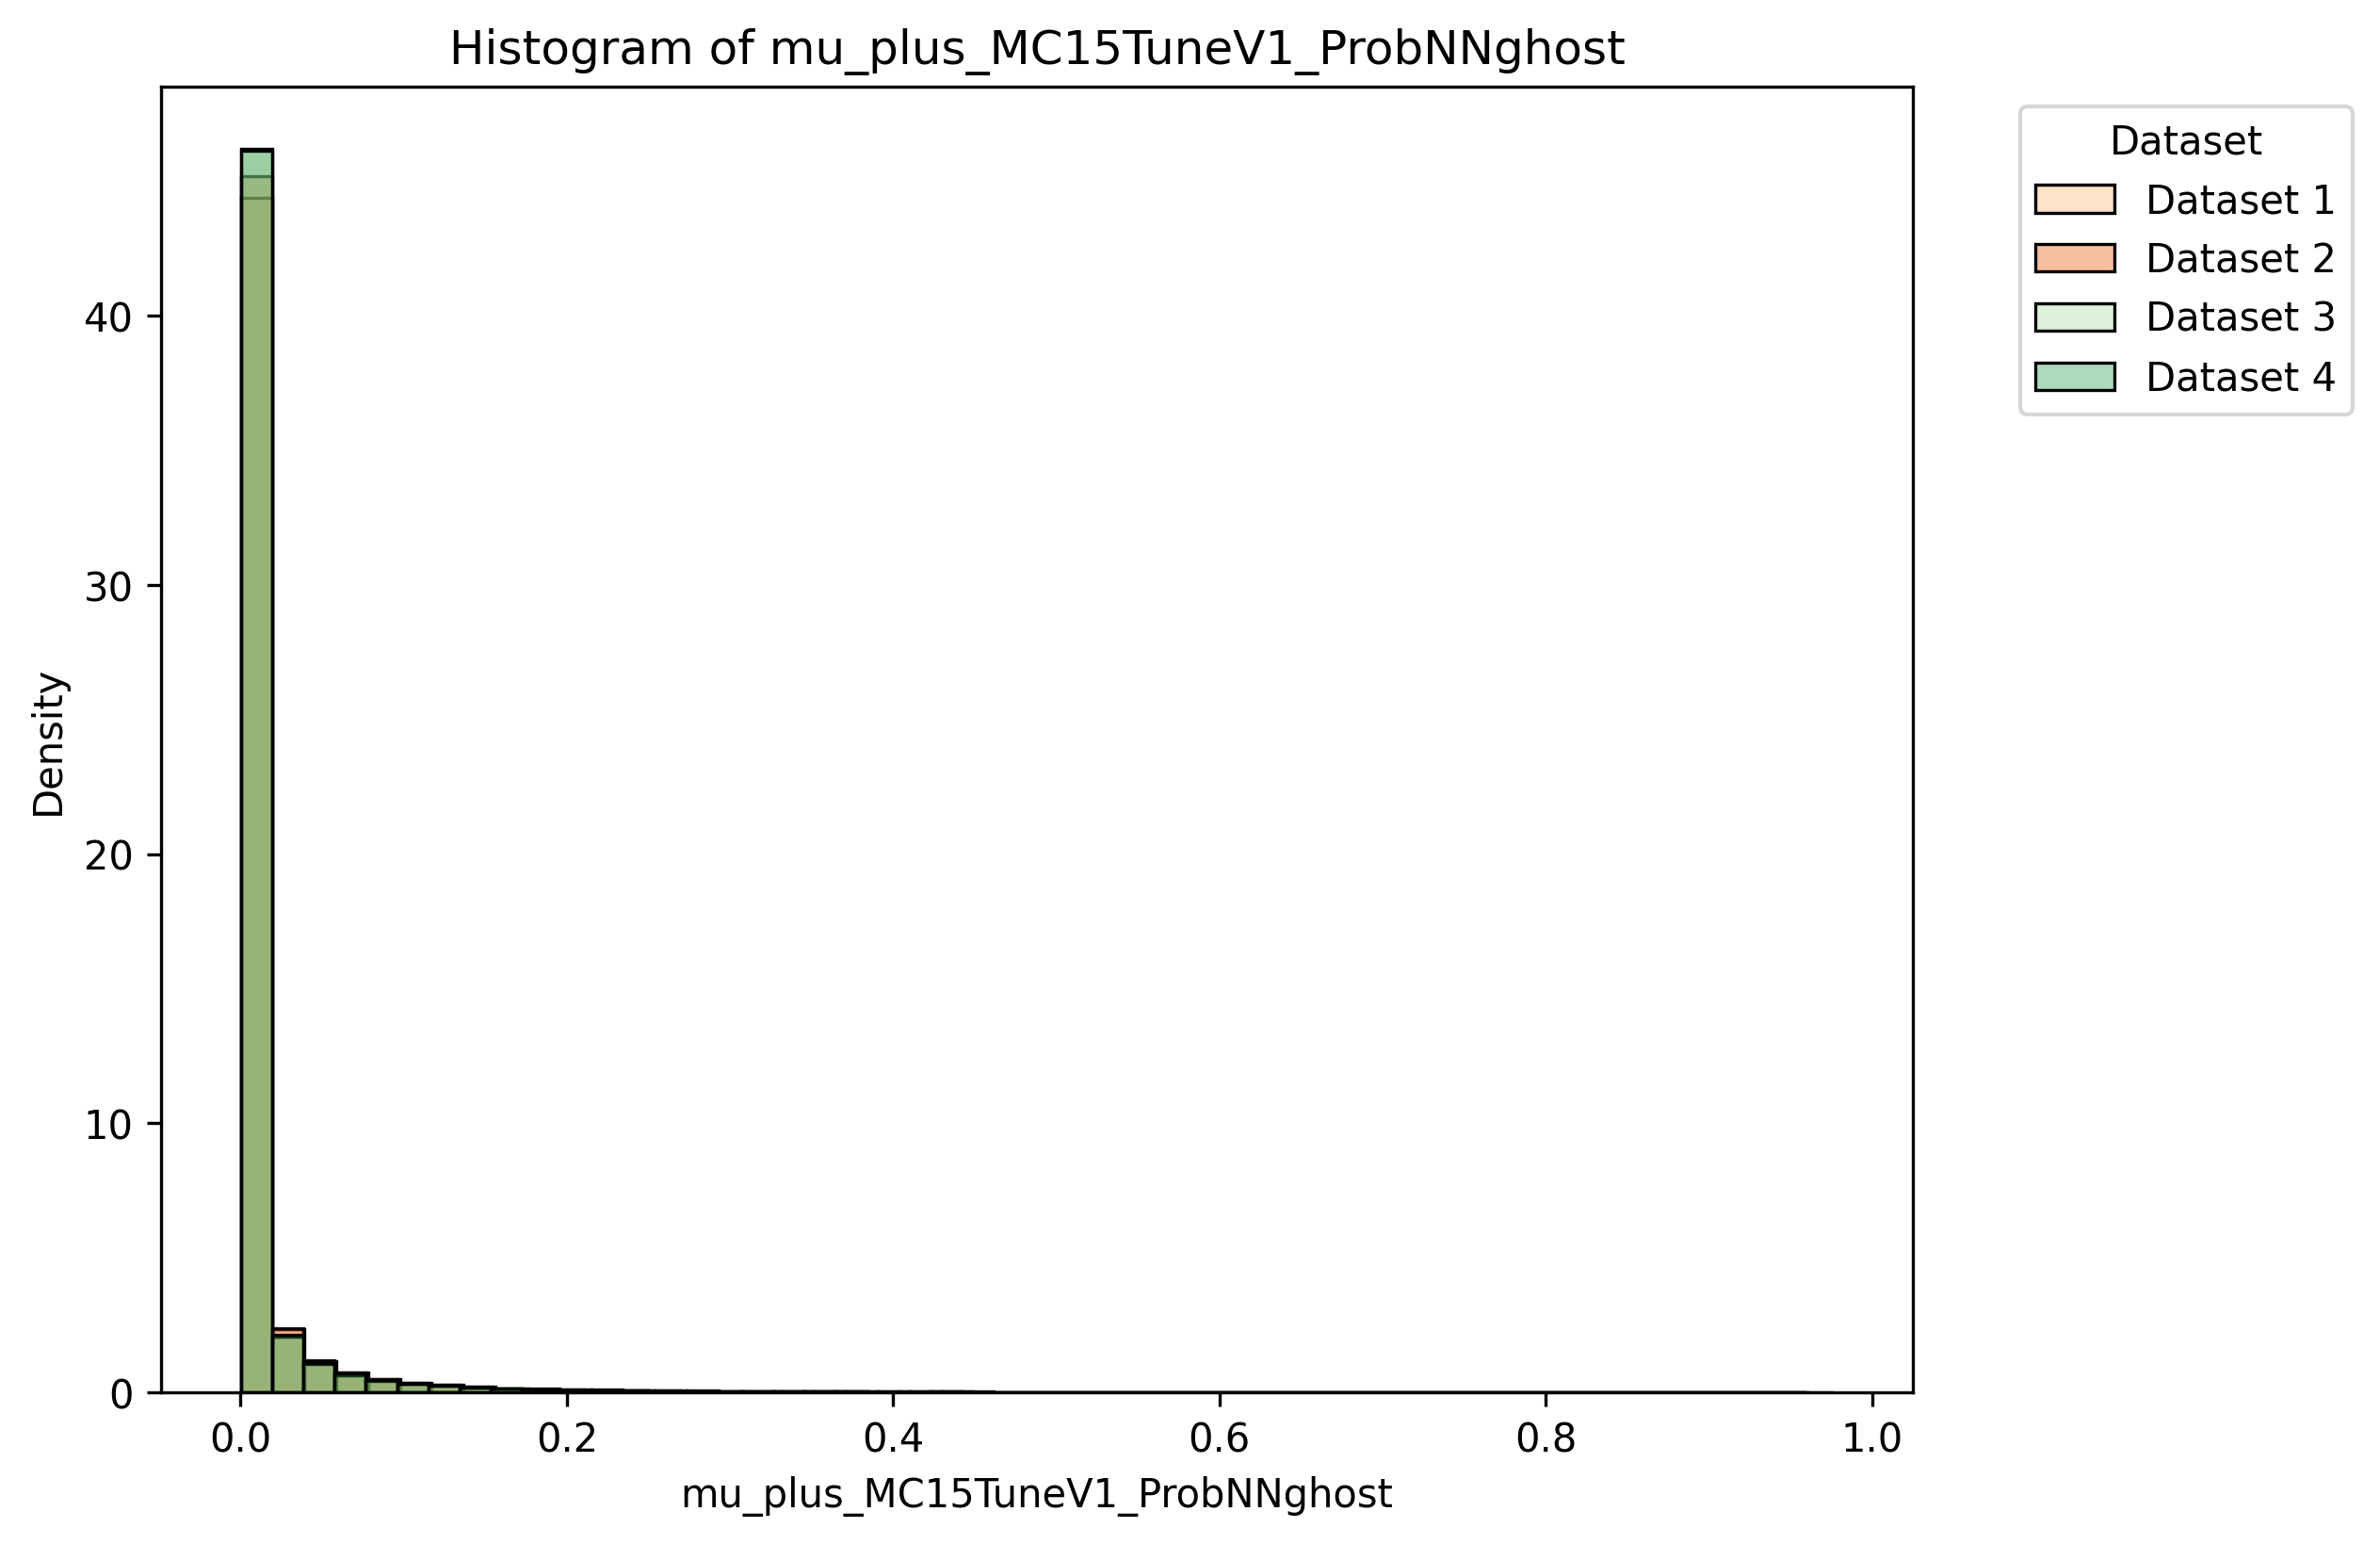 Histogram of mu_plus_MC15TuneV1_ProbNNghost
Dataset
Dataset 1
Dataset 2
Dataset 3
Dataset 4
Density
40
30
20
10
0
0.0 0.2 0.4 0.6 0.8 1.0
mu_plus_MC15TuneV1_ProbNNghost